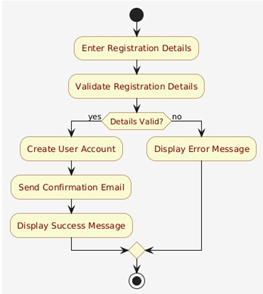 Enter Registration Details
Validate Registration Details
yes
Details Valid?
no
Create User Account
Display Error Message
Send Confirmation Email
Display Success Message